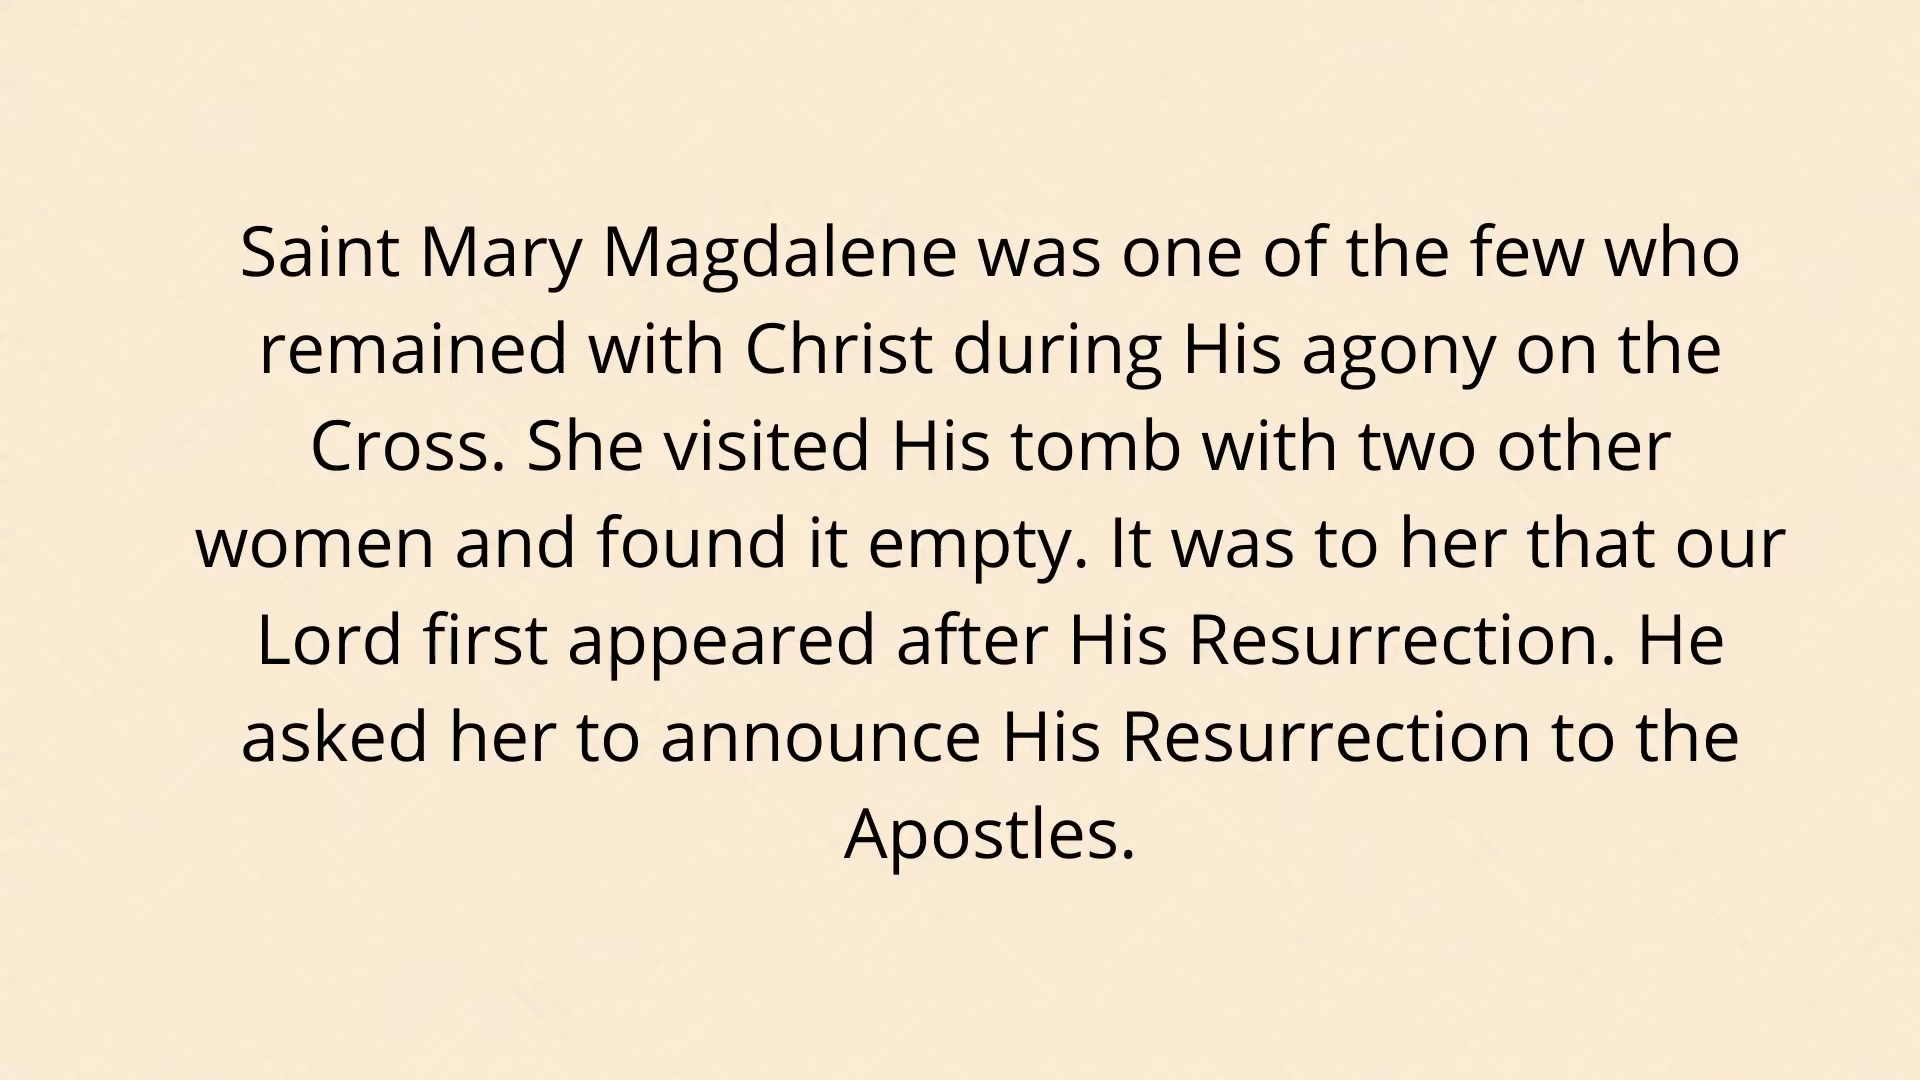 Saint Mary Magdalene was one of the few who
remained with Christ during His agony on the
Cross. She visited His tomb with two other
women and found it empty. It was to her that our
Lord first appeared after His Resurrection. He
asked her to announce His Resurrection to the
Apostles.